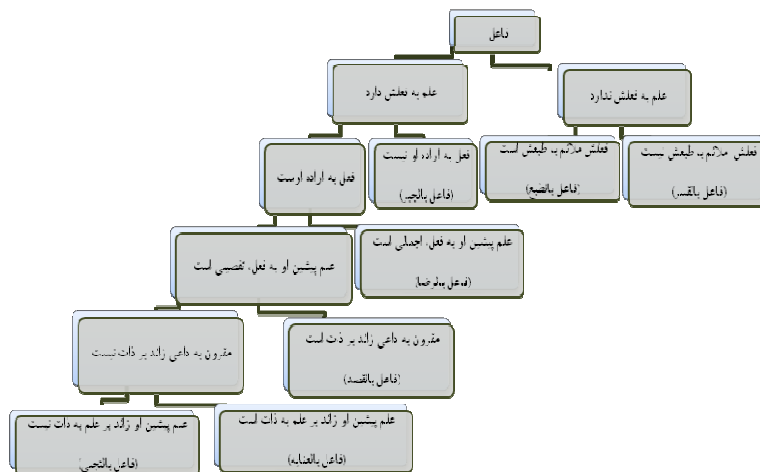 فاعل
علم به فعلش ندارد
علم به فعلش دارد
فعلش ملائم با طبعش نیست
(فاعل بالقسر)
فعلش ملائم با طبعش است
(فاعل بالطبع)
فعل به اراده او نیست
(فاعل بالجبر)
فعل به اراده اوست
علم پیشین او به فعل، اجمالی است
(فاعل بالرضا)
علم پیشین او به فعل، تفصیلی است
مقرون به داعی زائد بر ذات است
(فاعل بالقصد)
مقرون به داعی زائد بر ذات نیست
علم پیشین او زائد بر علم به ذات است
(فاعل بالعنایه)
علم پیشین او زائد بر علم به ذات نیست
(فاعل بالتجلی)